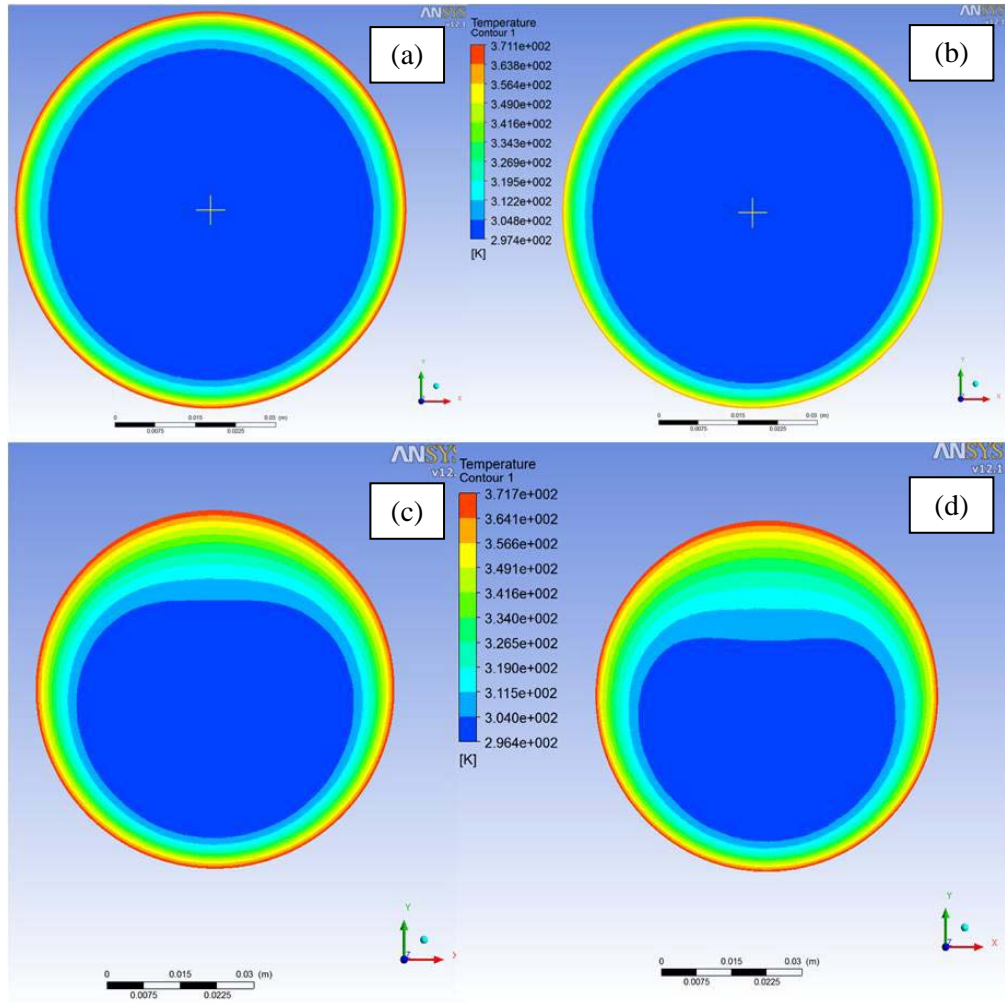 ANSYS
v12.1
(a)
Temperature
Contour 1
3.711e+002
3.638e+002
3.564e+002
3.490e+002
3.416e+002
3.343e+002
3.269e+002
3.195e+002
3.122e+002
3.048e+002
2.974e+002
[K]
ANSYS
v12.1
(b)
Y
X
0 0.015 0.03 (m)
0.0075 0.0225
Y
X
0 0.015 0.03 (m)
0.0075 0.0225
ANSYS
v12.
(c)
Temperature
Contour 1
3.717e+002
3.641e+002
3.566e+002
3.491e+002
3.416e+002
3.340e+002
3.265e+002
3.190e+002
3.115e+002
3.040e+002
2.964e+002
[K]
ANSYS
v12.1
(d)
Y
X
Z
0 0.015 0.03 (m)
0.0075 0.0225
Y
X
Z
0 0.015 0.03 (m)
0.0075 0.0225